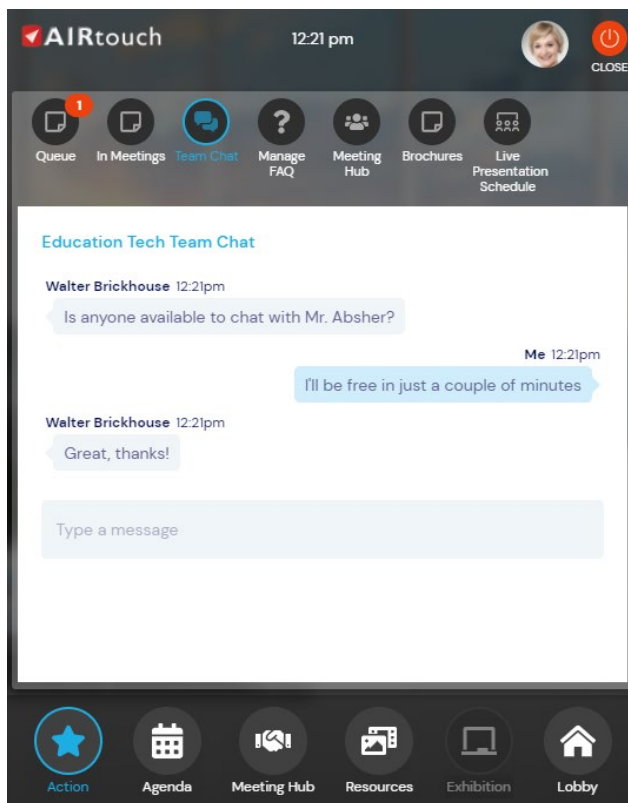 AIRtouch
12:21 pm
CLOSE
1
Queue
In Meetings
Team Chat
Manage
FAQ
Meeting
Hub
Brochures
Live
Presentation
Schedule
Education Tech Team Chat
Walter Brickhouse 12:21pm
Is anyone available to chat with Mr. Absher?
Me 12:21pm
I'll be free in just a couple of minutes
Walter Brickhouse 12:21pm
Great, thanks!
Type a message
Action
Agenda
Meeting Hub
Resources
Exhibition
Lobby